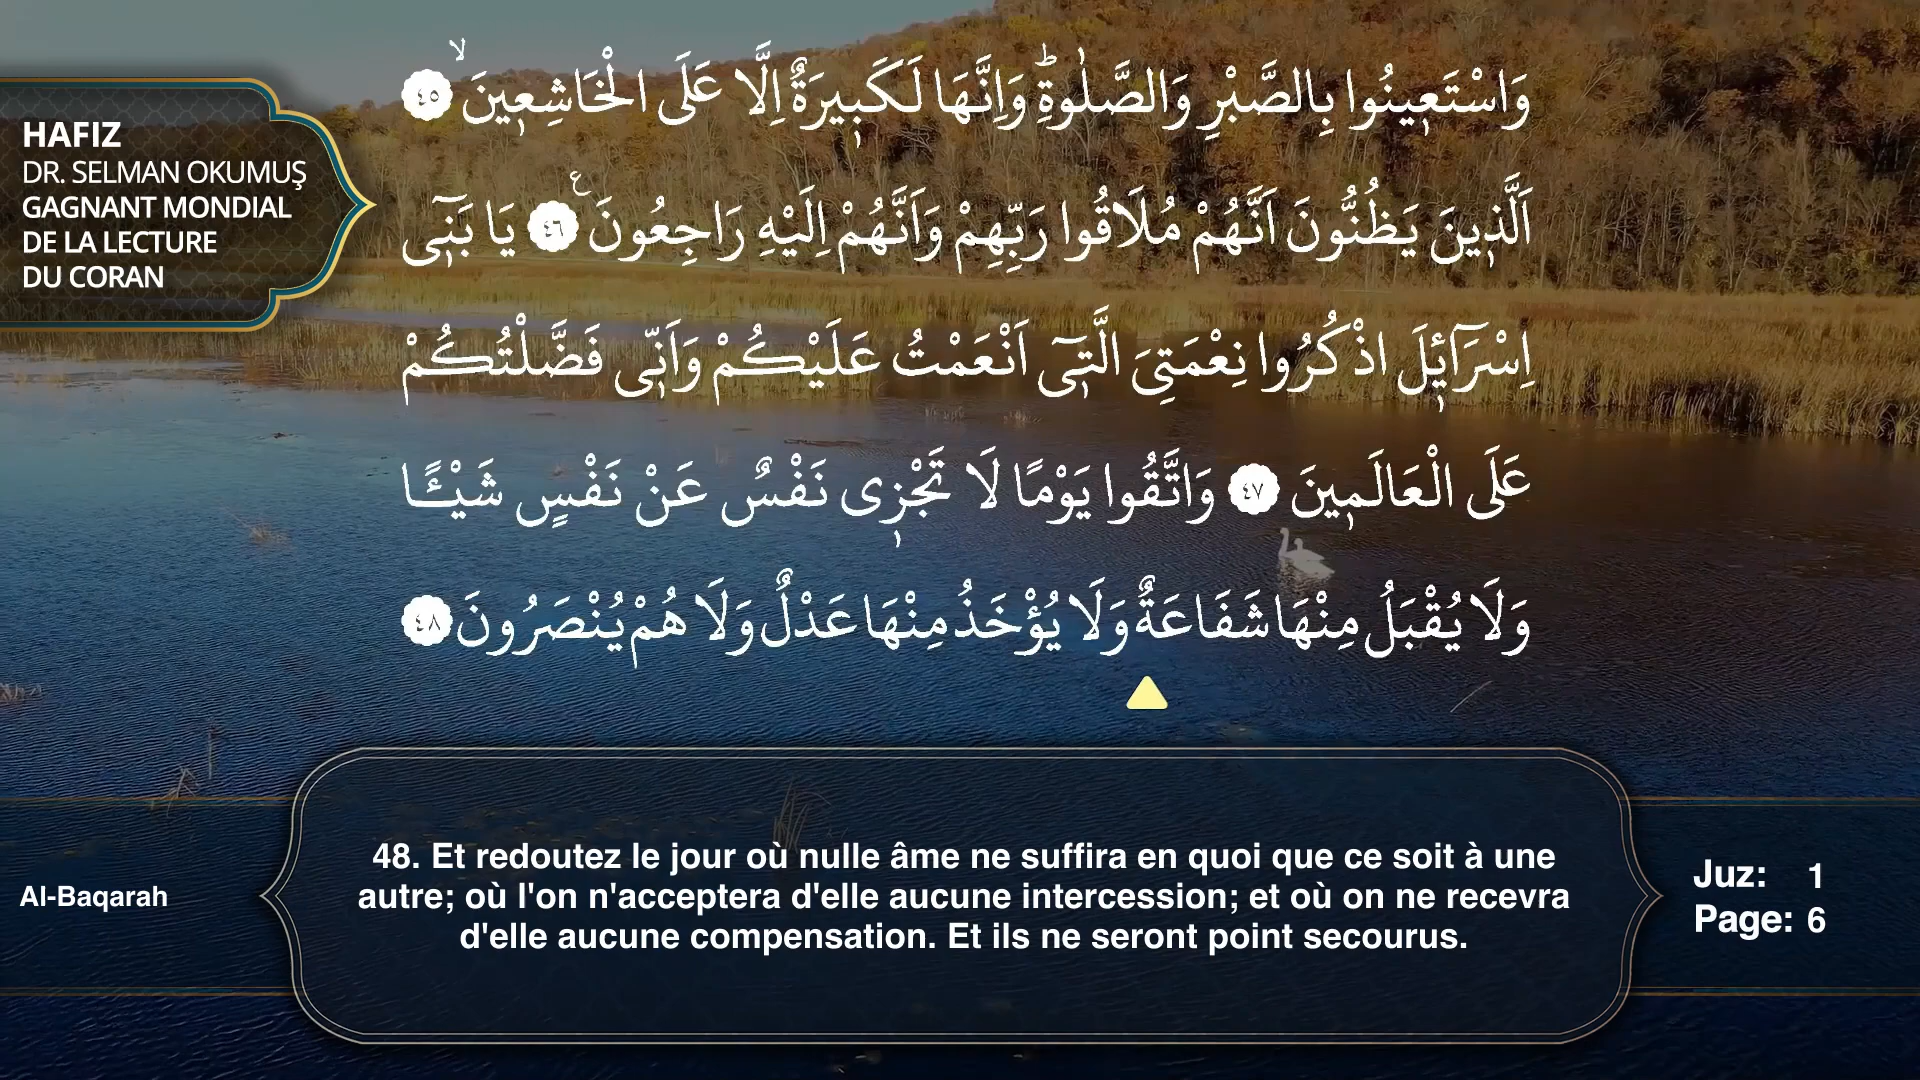 وَاسْتَعٖينُوا بِالصَّبْرِ وَالصَّلٰوةِؕ وَاِنَّهَا لَكَبٖيرَةٌ اِلَّا عَلَى الْخَاشِعٖينَۙ ٤٥
اَلَّذٖينَ يَظُنُّونَ اَنَّهُمْ مُلَاقُوا رَبِّهِمْ وَاَنَّهُمْ اِلَيْهِ رَاجِعُونَࣖ ٤٦ يَا بَنٖٓى
اِسْرَٓائٖلَ اذْكُرُوا نِعْمَتِىَ الَّتٖٓى اَنْعَمْتُ عَلَيْكُمْ وَاَنّٖى فَضَّلْتُكُمْ
عَلَى الْعَالَمٖينَ ٤٧ وَاتَّقُوا يَوْمًا لَا تَجْزٖى نَفْسٌ عَنْ نَفْسٍ شَيْـًٔا
وَلَا يُقْبَلُ مِنْهَا شَفَاعَةٌ وَلَا يُؤْخَذُ مِنْهَا عَدْلٌ وَلَا هُمْ يُنْصَرُونَ ٤٨
HAFIZ
DR. SELMAN OKUMUŞ
GAGNANT MONDIAL
DE LA LECTURE
DU CORAN
48. Et redoutez le jour où nulle âme ne suffira en quoi que ce soit à une
autre; où l'on n'acceptera d'elle aucune intercession; et où on ne recevra
d'elle aucune compensation. Et ils ne seront point secourus.
Al-Baqarah
Juz: 1
Page: 6